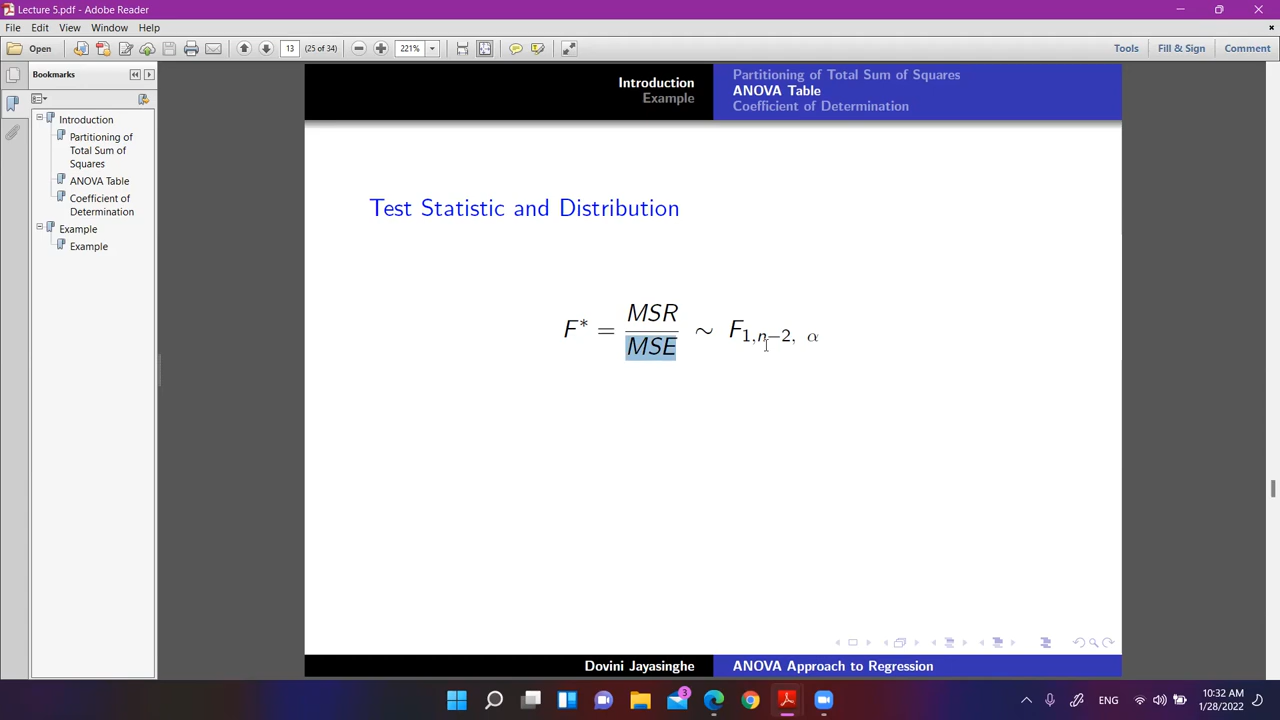 Lecture 5.pdf - Adobe Reader
File Edit View Window Help
Open 13 (25 of 34) 221% Tools Fill & Sign Comment
Bookmarks
Introduction
Partitioning of
Total Sum of
Squares
ANOVA Table
Coefficient of
Determination
Example
Example
Introduction
Example
Partitioning of Total Sum of Squares
ANOVA Table
Coefficient of Determination
Test Statistic and Distribution
F* = MSR / MSE ∼ F1,n−2, α
Dovini Jayasinghe ANOVA Approach to Regression
3
ENG
10:32 AM
1/28/2022